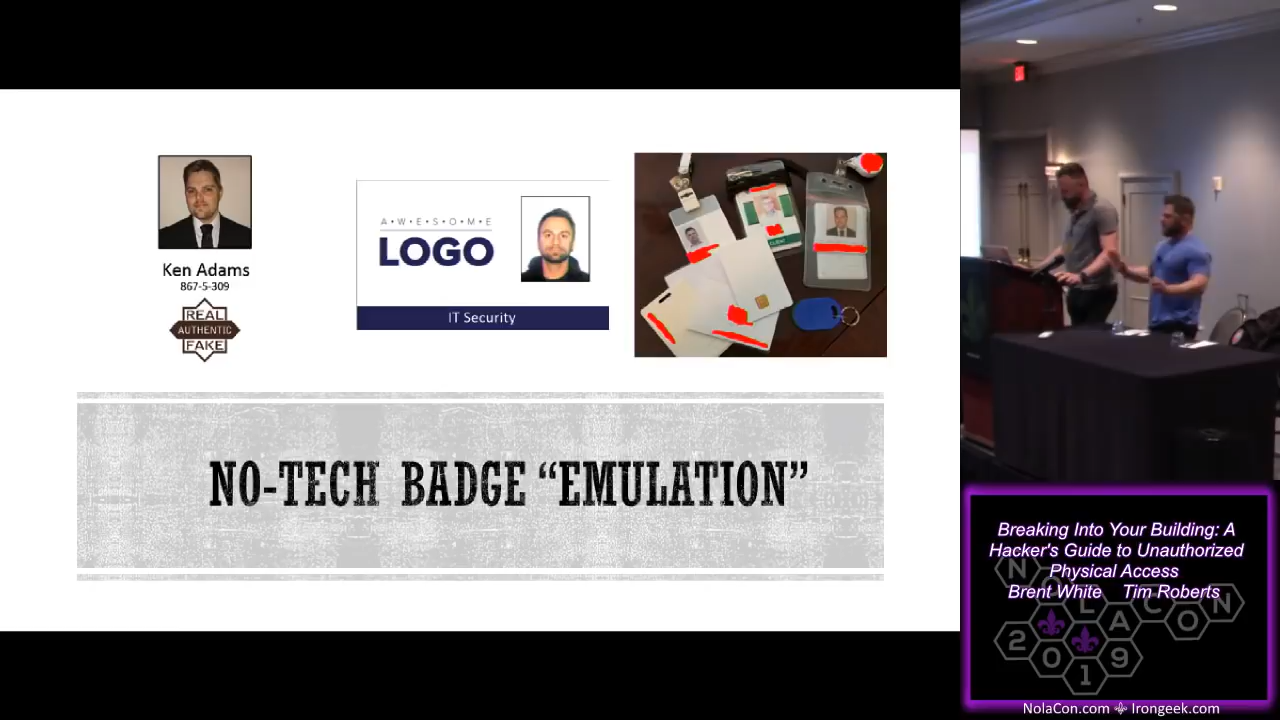 Ken Adams
867-5-309
REAL
AUTHENTIC
FAKE
A•W•E•S•O•M•E
LOGO
IT Security
CLIENT
NO-TECH BADGE “EMULATION”
Breaking Into Your Building: A
Hacker's Guide to Unauthorized
Physical Access
Brent White Tim Roberts
NOLACON
2019
NolaCon.com ⚜ Irongeek.com